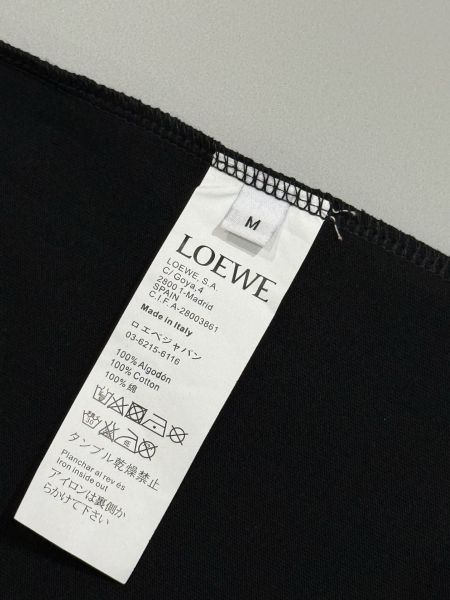 M
LOEWE
LOEWE, S.A.
C/ Goya,4
2800 1-Madrid
SPAIN
C.I.F.A-28003861
Made in Italy
ロエベジャパン
03-6215-6116
100% Algodón
100% Cotton
100% 綿
タンブル乾燥禁止
Planchar al rev és
Iron inside out
アイロンは裏側か
らかけて下さい